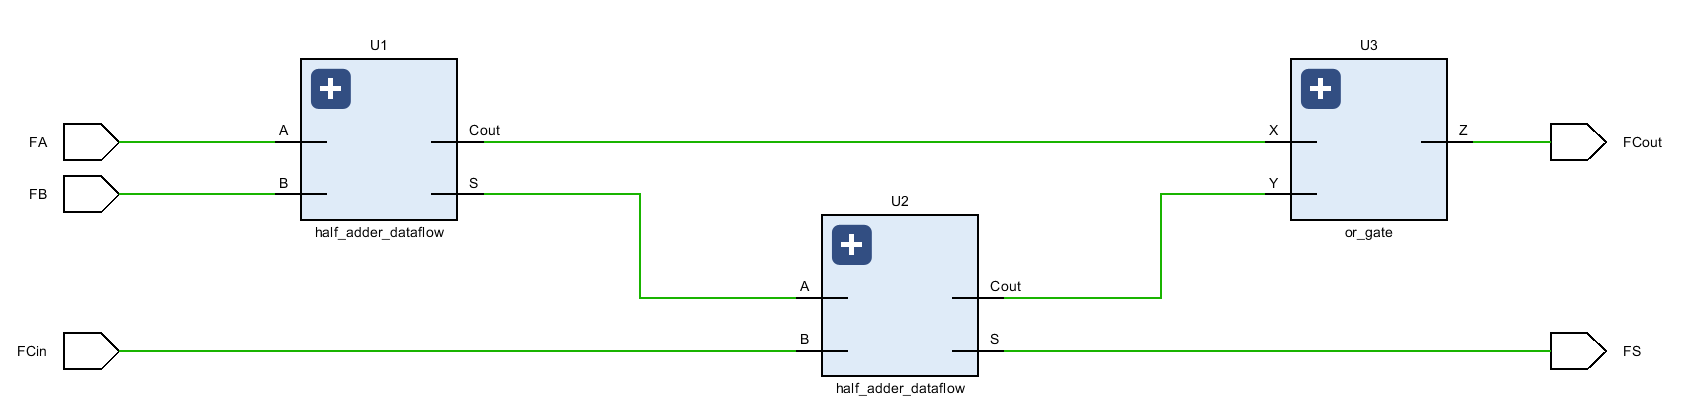 U1
U3
A
Cout
X
Z
FA
FCout
B
S
Y
FB
U2
half_adder_dataflow
or_gate
A
Cout
B
S
FCin
FS
half_adder_dataflow